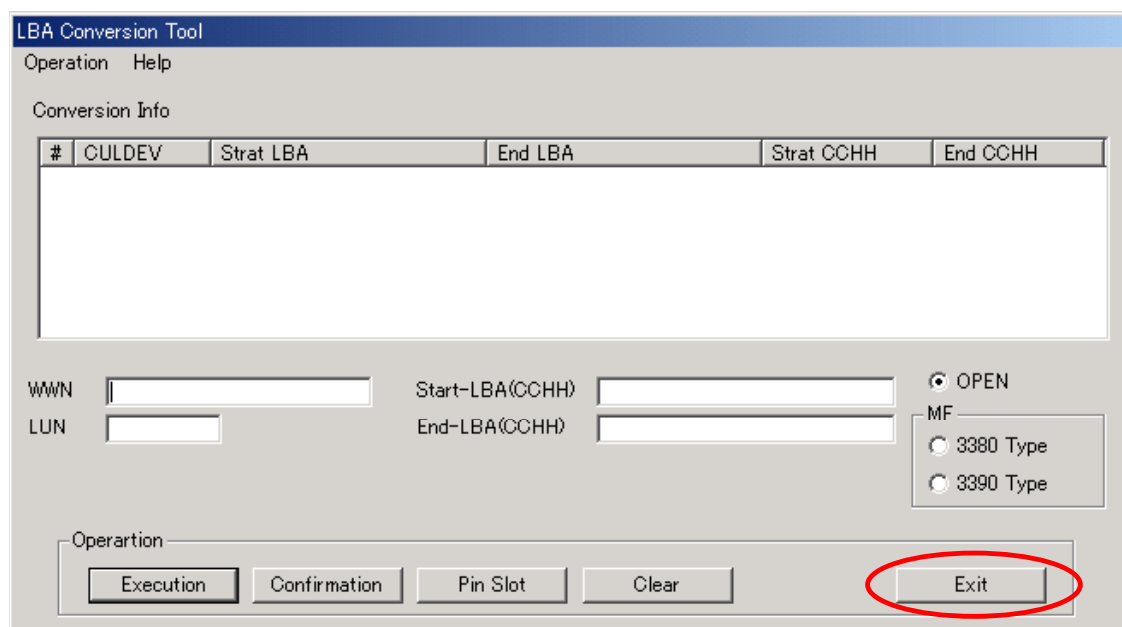 LBA Conversion Tool
Operation Help
Conversion Info
# CULDEV Strat LBA End LBA Strat CCHH End CCHH
WWN Start-LBA(CCHH) OPEN
LUN End-LBA(CCHH) MF
3380 Type
3390 Type
Operartion
Execution Confirmation Pin Slot Clear Exit